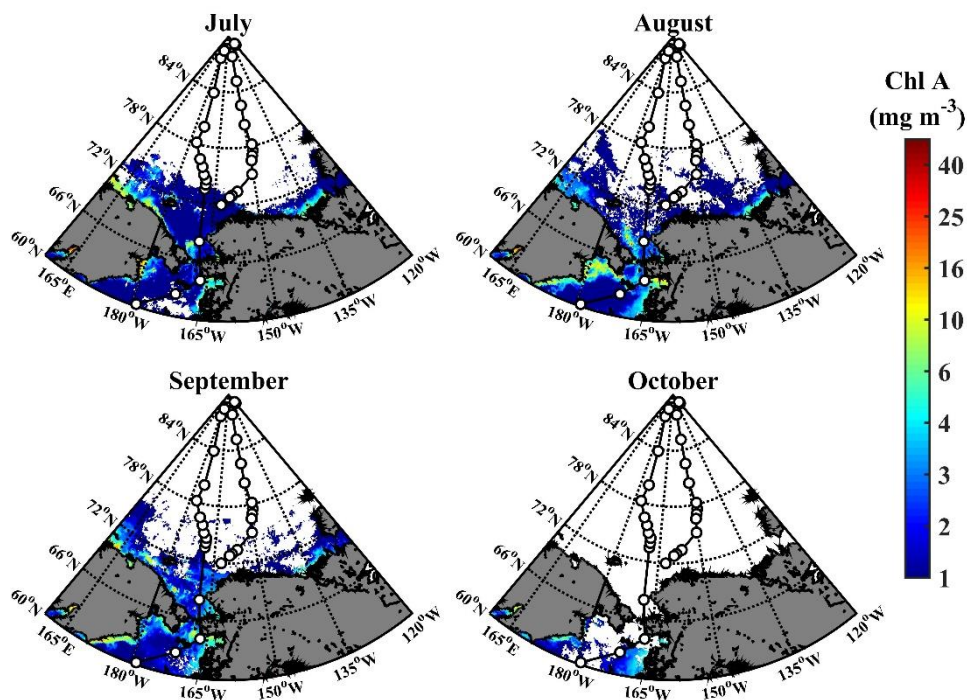 July
84°N
78°N
72°N
66°N
60°N
165°E
180°W
165°W
150°W
135°W
120°W
August
84°N
78°N
72°N
66°N
60°N
165°E
180°W
165°W
150°W
135°W
120°W
September
84°N
78°N
72°N
66°N
60°N
165°E
180°W
165°W
150°W
135°W
120°W
October
84°N
78°N
72°N
66°N
60°N
165°E
180°W
165°W
150°W
135°W
120°W
Chl A
(mg m⁻³)
40
25
16
10
6
4
3
2
1